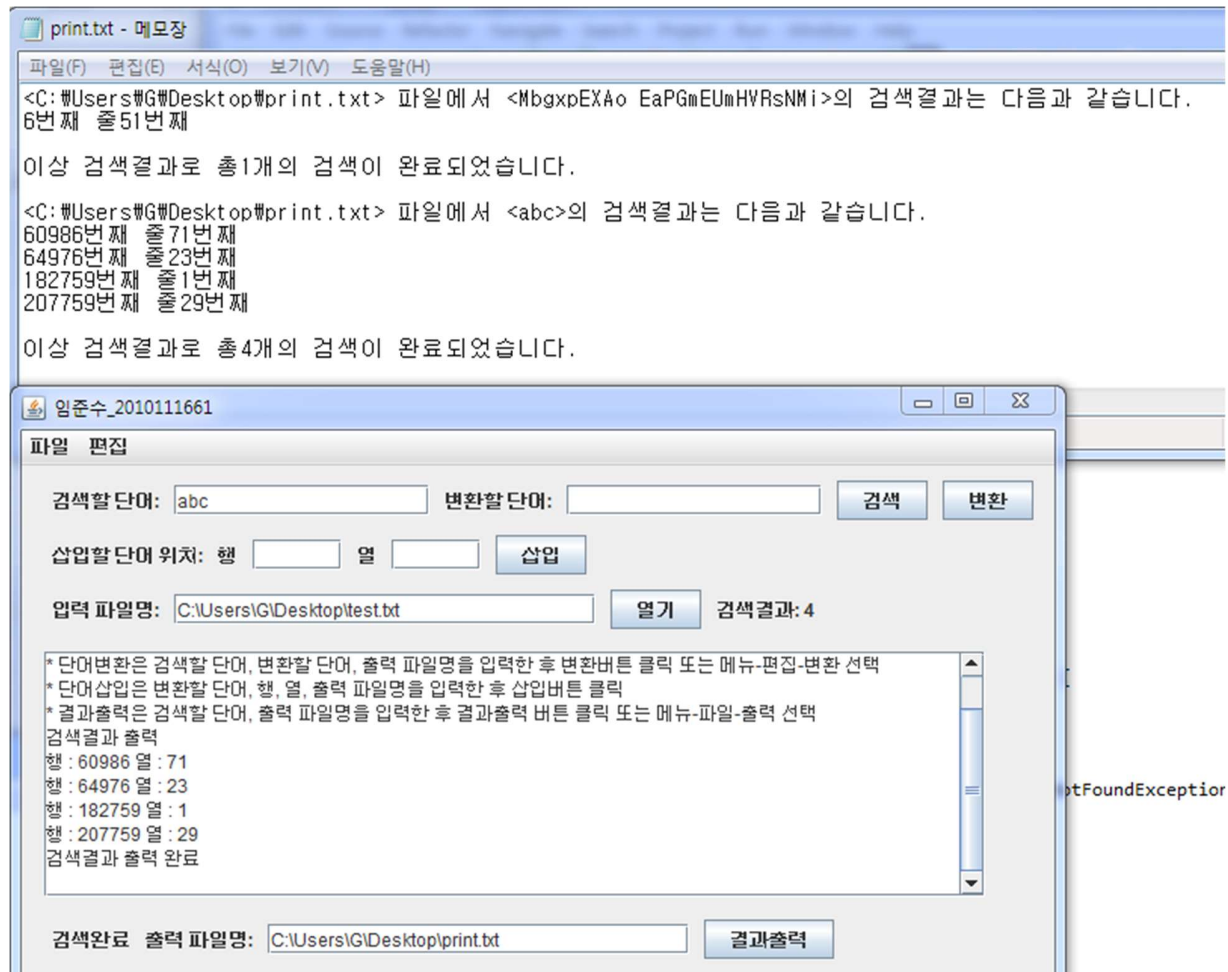 print.txt - 메모장
파일(F) 편집(E) 서식(O) 보기(V) 도움말(H)
<C:₩Users₩G₩Desktop₩print.txt> 파일에서 <MbgxpEXAo EaPGmEUmHVRsNMi>의 검색결과는 다음과 같습니다.
6번째 줄51번째
이상 검색결과로 총1개의 검색이 완료되었습니다.
<C:₩Users₩G₩Desktop₩print.txt> 파일에서 <abc>의 검색결과는 다음과 같습니다.
60986번째 줄71번째
64976번째 줄23번째
182759번째 줄1번째
207759번째 줄29번째
이상 검색결과로 총4개의 검색이 완료되었습니다.
임준수_2010111661
파일 편집
검색할 단어: abc 변환할 단어: 검색 변환
삽입할 단어 위치: 행 열 삽입
입력 파일명: C:\Users\G\Desktop\test.txt 열기 검색결과: 4
* 단어변환은 검색할 단어, 변환할 단어, 출력 파일명을 입력한 후 변환버튼 클릭 또는 메뉴-편집-변환 선택
* 단어삽입은 변환할 단어, 행, 열, 출력 파일명을 입력한 후 삽입버튼 클릭
* 결과출력은 검색할 단어, 출력 파일명을 입력한 후 결과출력 버튼 클릭 또는 메뉴-파일-출력 선택
검색결과 출력
행 : 60986 열 : 71
행 : 64976 열 : 23
행 : 182759 열 : 1
행 : 207759 열 : 29
검색결과 출력 완료
otFoundException
검색완료 출력 파일명: C:\Users\G\Desktop\print.txt 결과출력